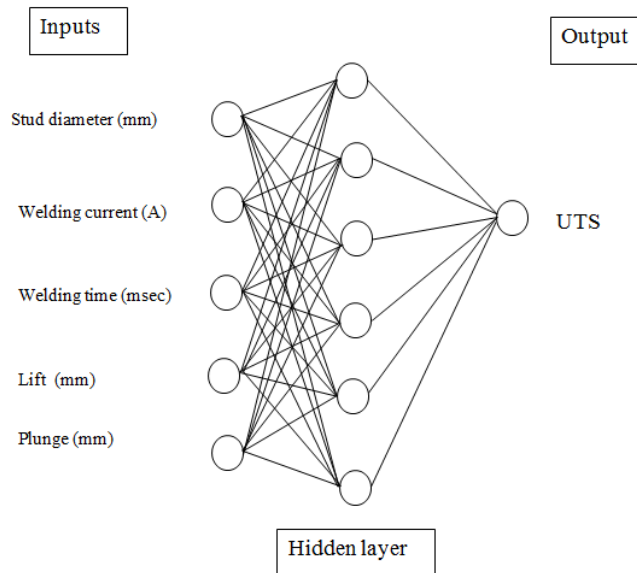 Inputs
Output
Stud diameter (mm)
Welding current (A)
UTS
Welding time (msec)
Lift (mm)
Plunge (mm)
Hidden layer